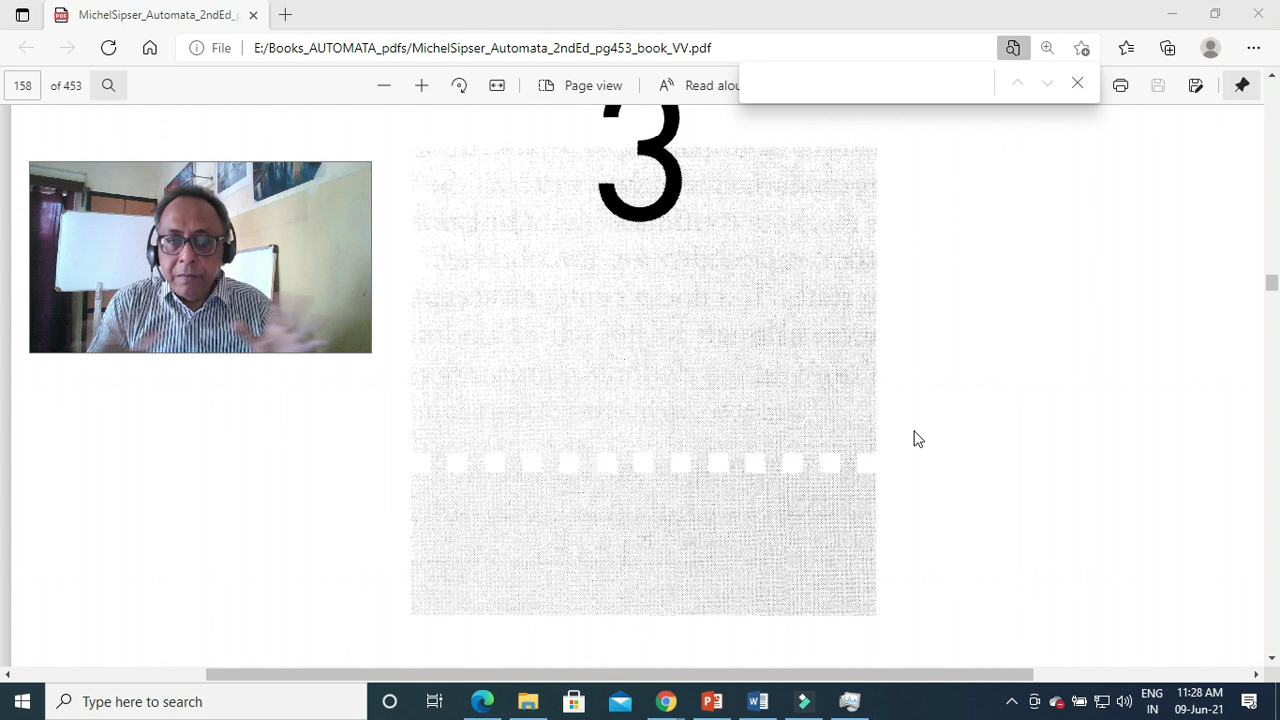 MichelSipser_Automata_2ndEd_p
File
E:/Books_AUTOMATA_pdfs/MichelSipser_Automata_2ndEd_pg453_book_VV.pdf
158 of 453
Page view
Read alou
3
Type here to search
ENG
IN
11:28 AM
09-Jun-21